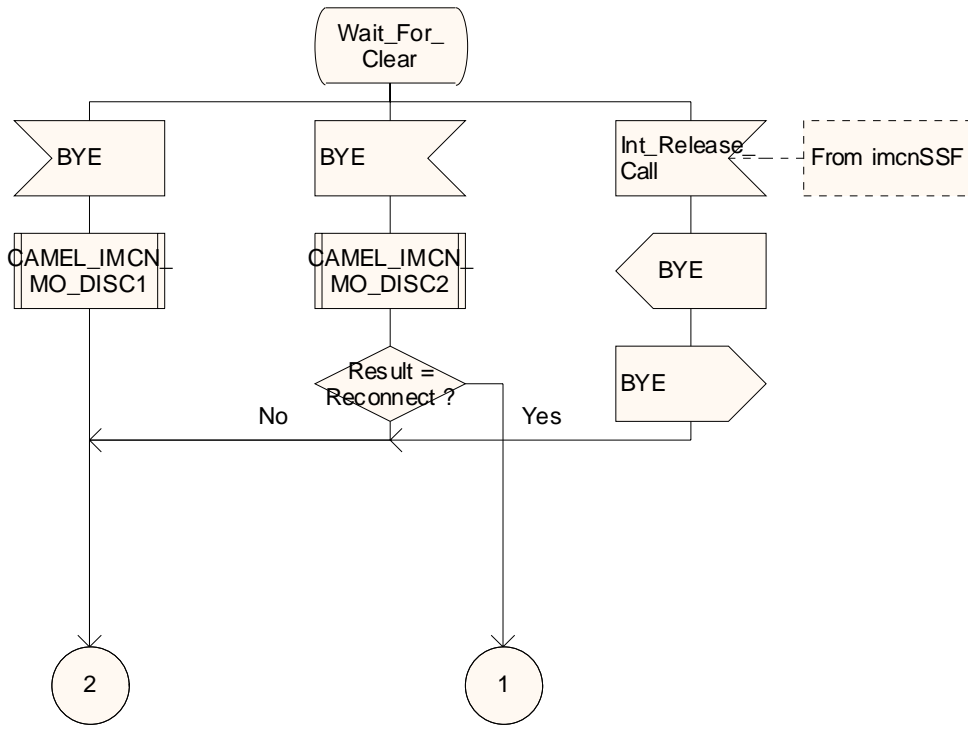 Wait_For_
Clear
BYE
BYE
Int_Release_
Call
From imcnSSF
CAMEL_IMCN_
MO_DISC1
CAMEL_IMCN_
MO_DISC2
BYE
Result =
Reconnect ?
BYE
No
Yes
2
1